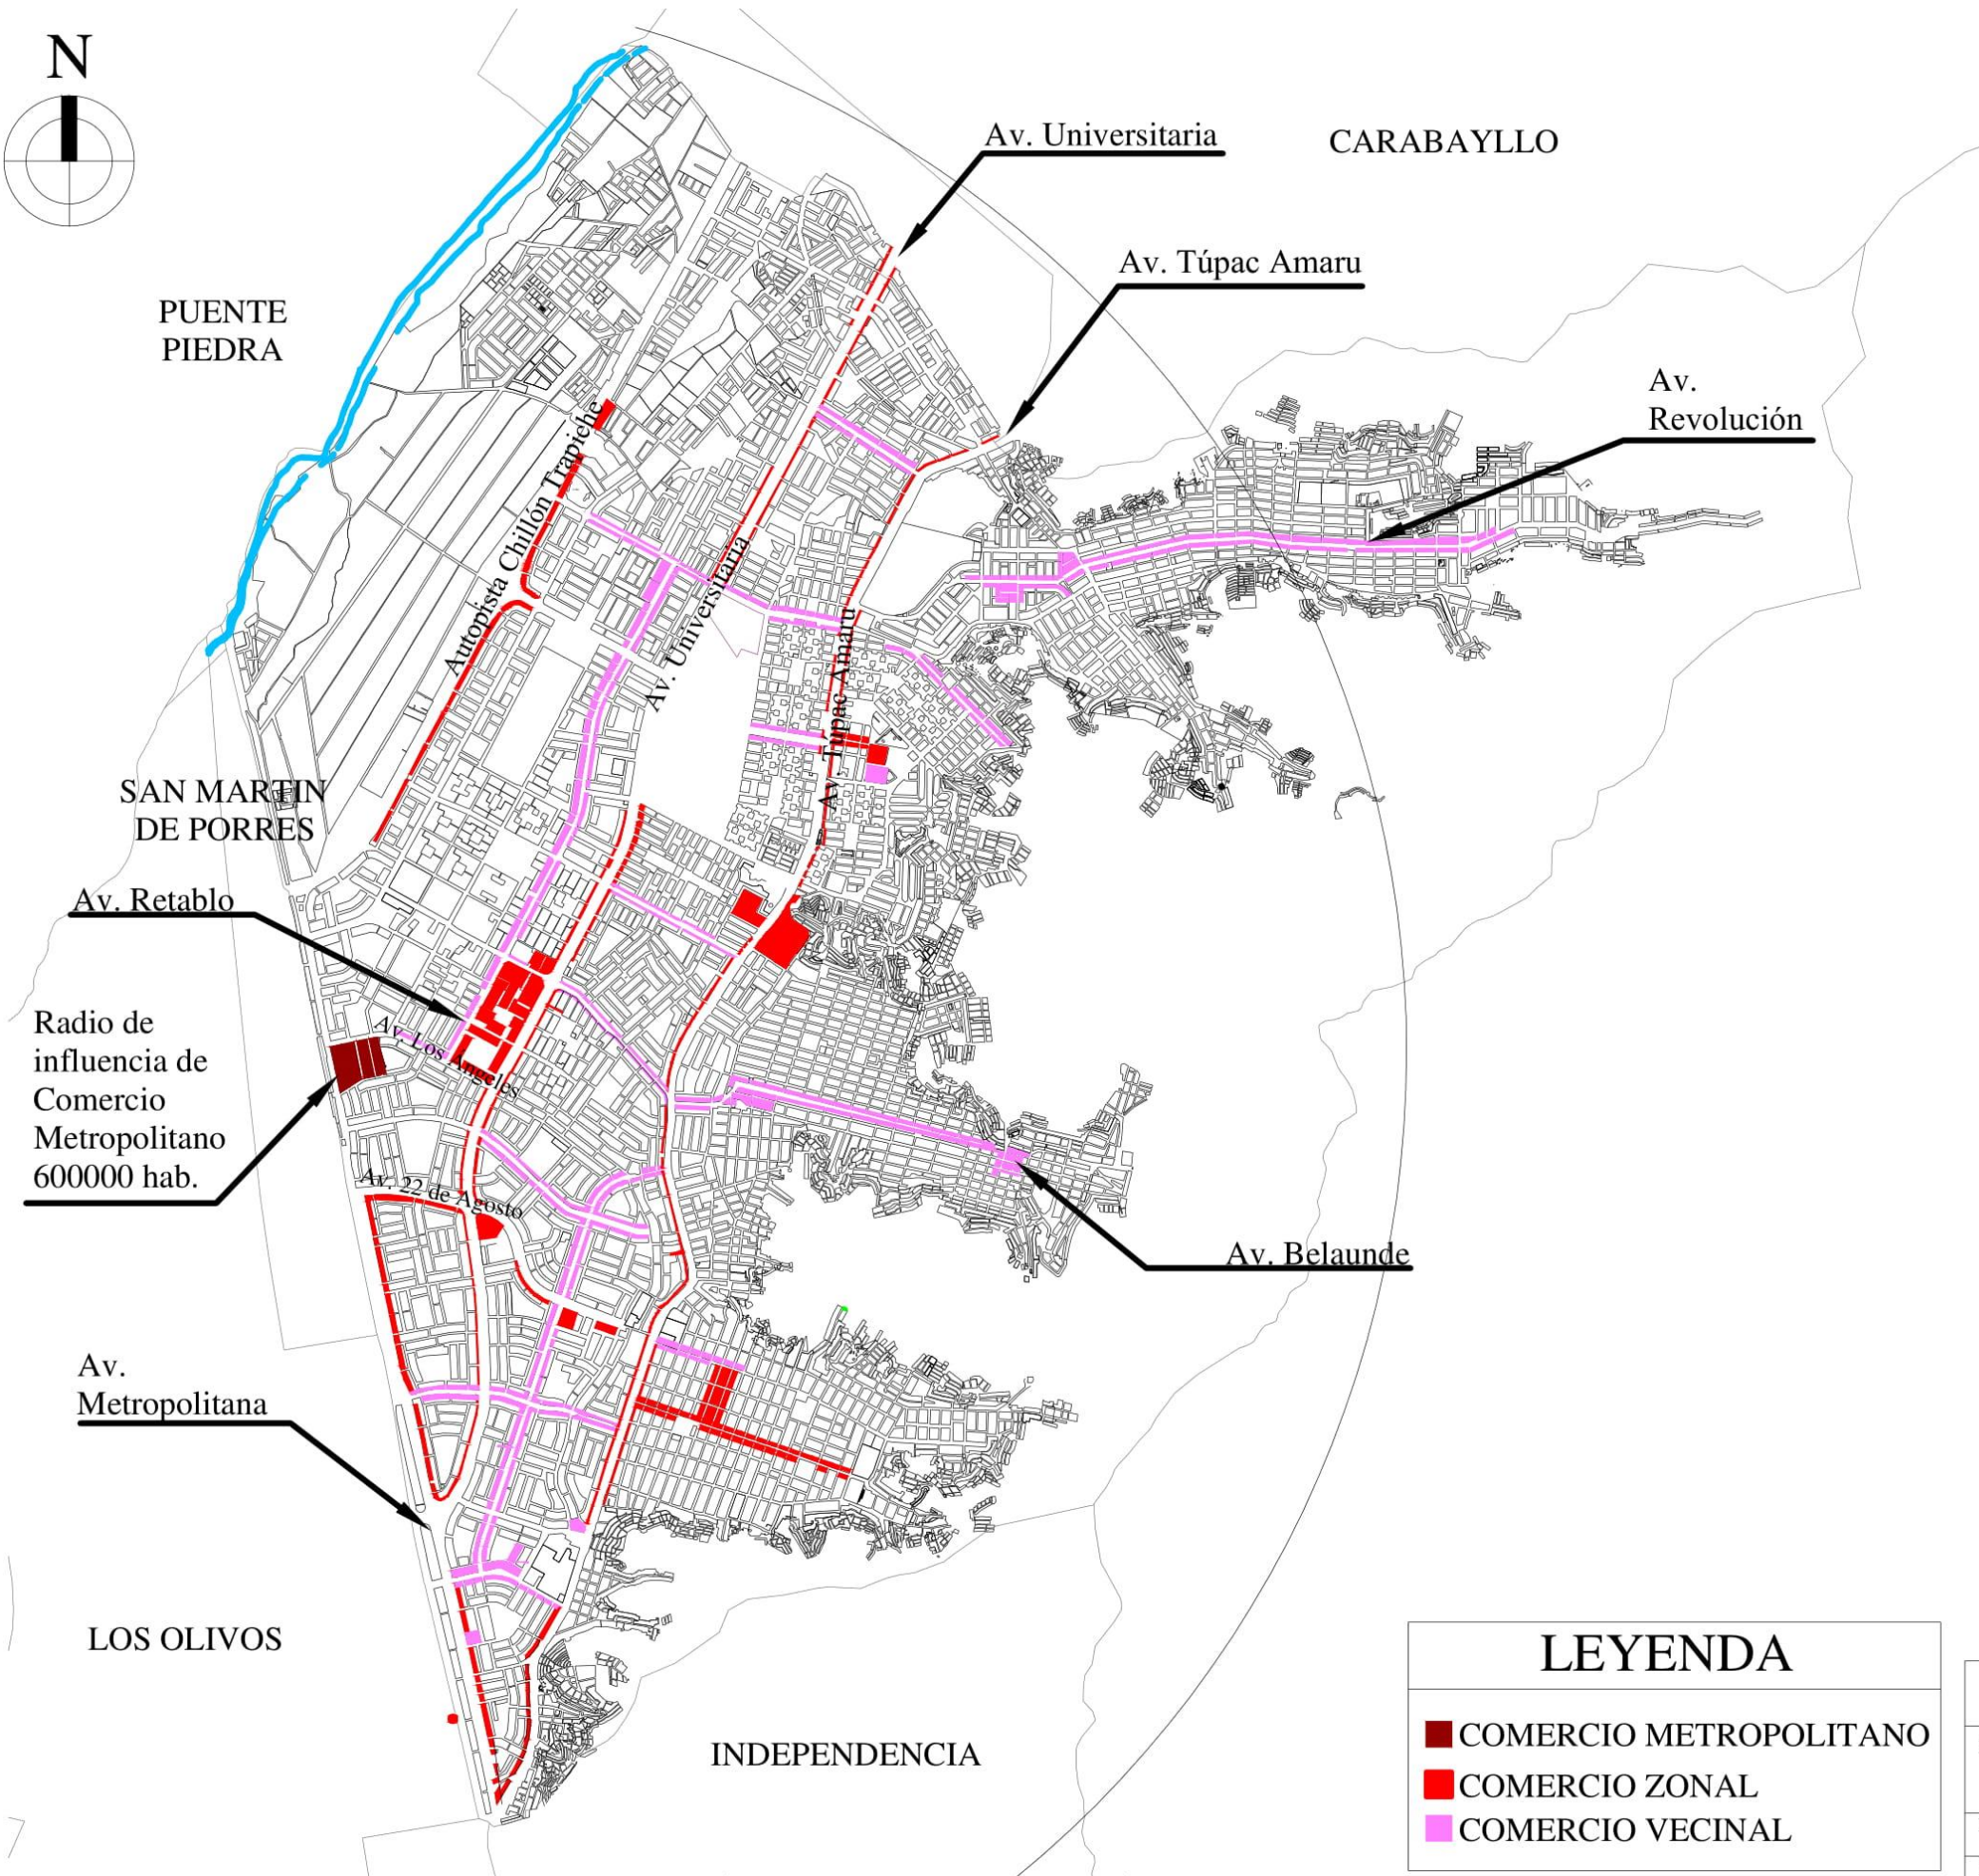 N
Av. Universitaria
CARABAYLLO
Av. Túpac Amaru
PUENTE
PIEDRA
Av.
Revolución
Autopista Chillón Trapiche
Av. Universitaria
Av. Túpac Amaru
SAN MARTIN
DE PORRES
Av. Retablo
Radio de
influencia de
Comercio
Metropolitano
600000 hab.
Av. Los Angeles
Av. 22 de Agosto
Av. Belaunde
Av.
Metropolitana
LOS OLIVOS
INDEPENDENCIA
LEYENDA
COMERCIO METROPOLITANO
COMERCIO ZONAL
COMERCIO VECINAL